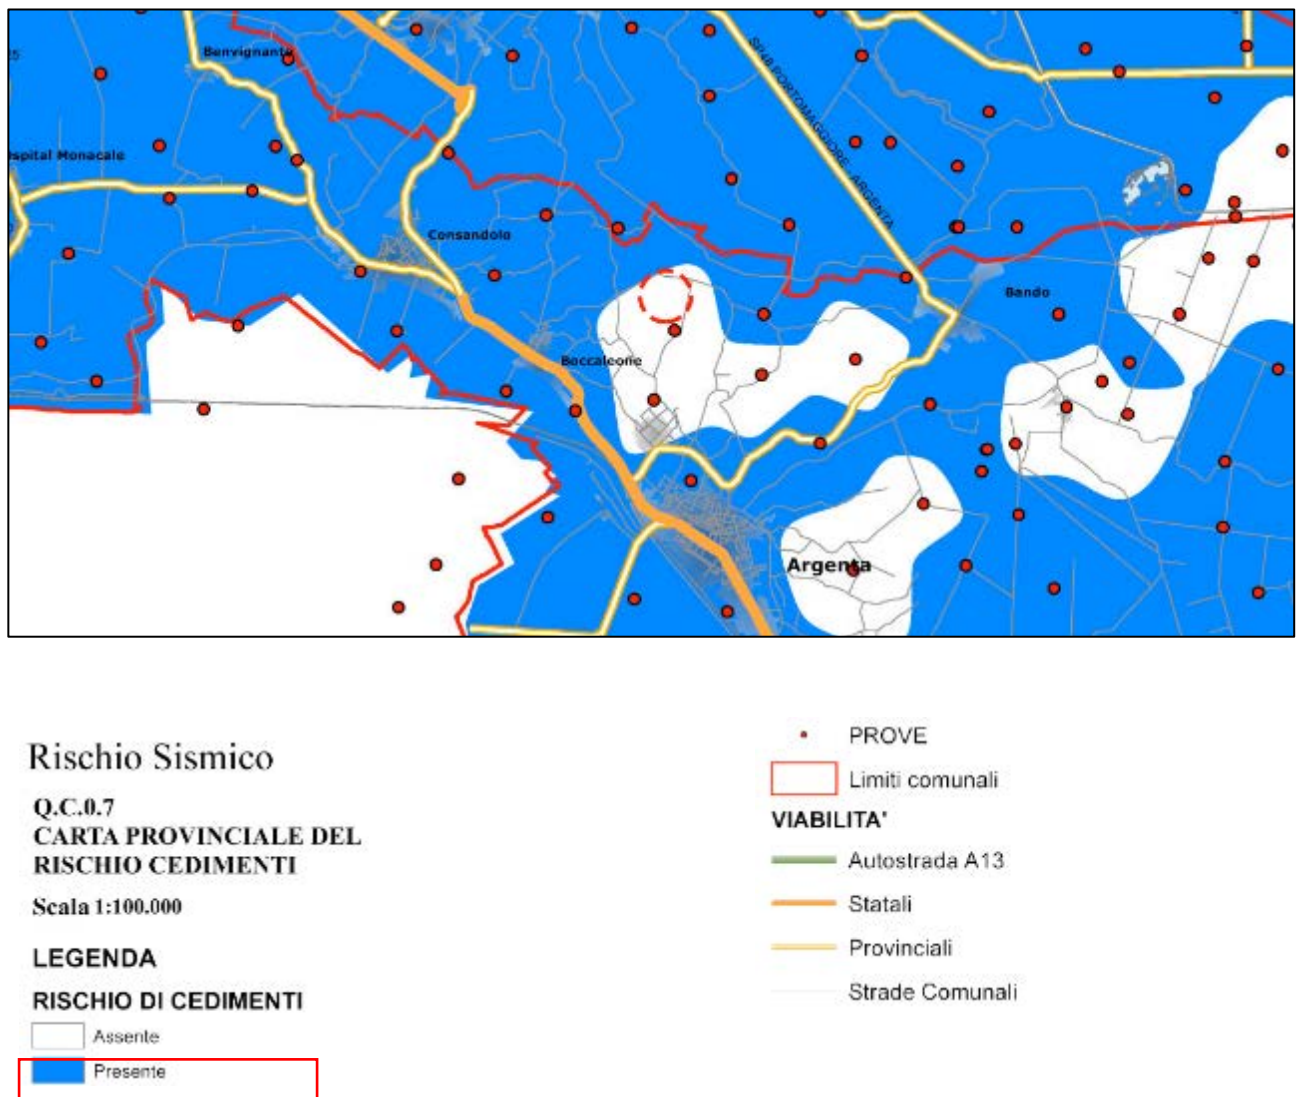 Benvignante
spital Monacale
SP48 PORTOMAGGIORE ARGENTA
Consandolo
Bando
Boccaleone
Argenta
Rischio Sismico
Q.C.0.7
CARTA PROVINCIALE DEL
RISCHIO CEDIMENTI
Scala 1:100.000
LEGENDA
RISCHIO DI CEDIMENTI
Assente
Presente
PROVE
Limiti comunali
VIABILITA'
Autostrada A13
Statali
Provinciali
Strade Comunali